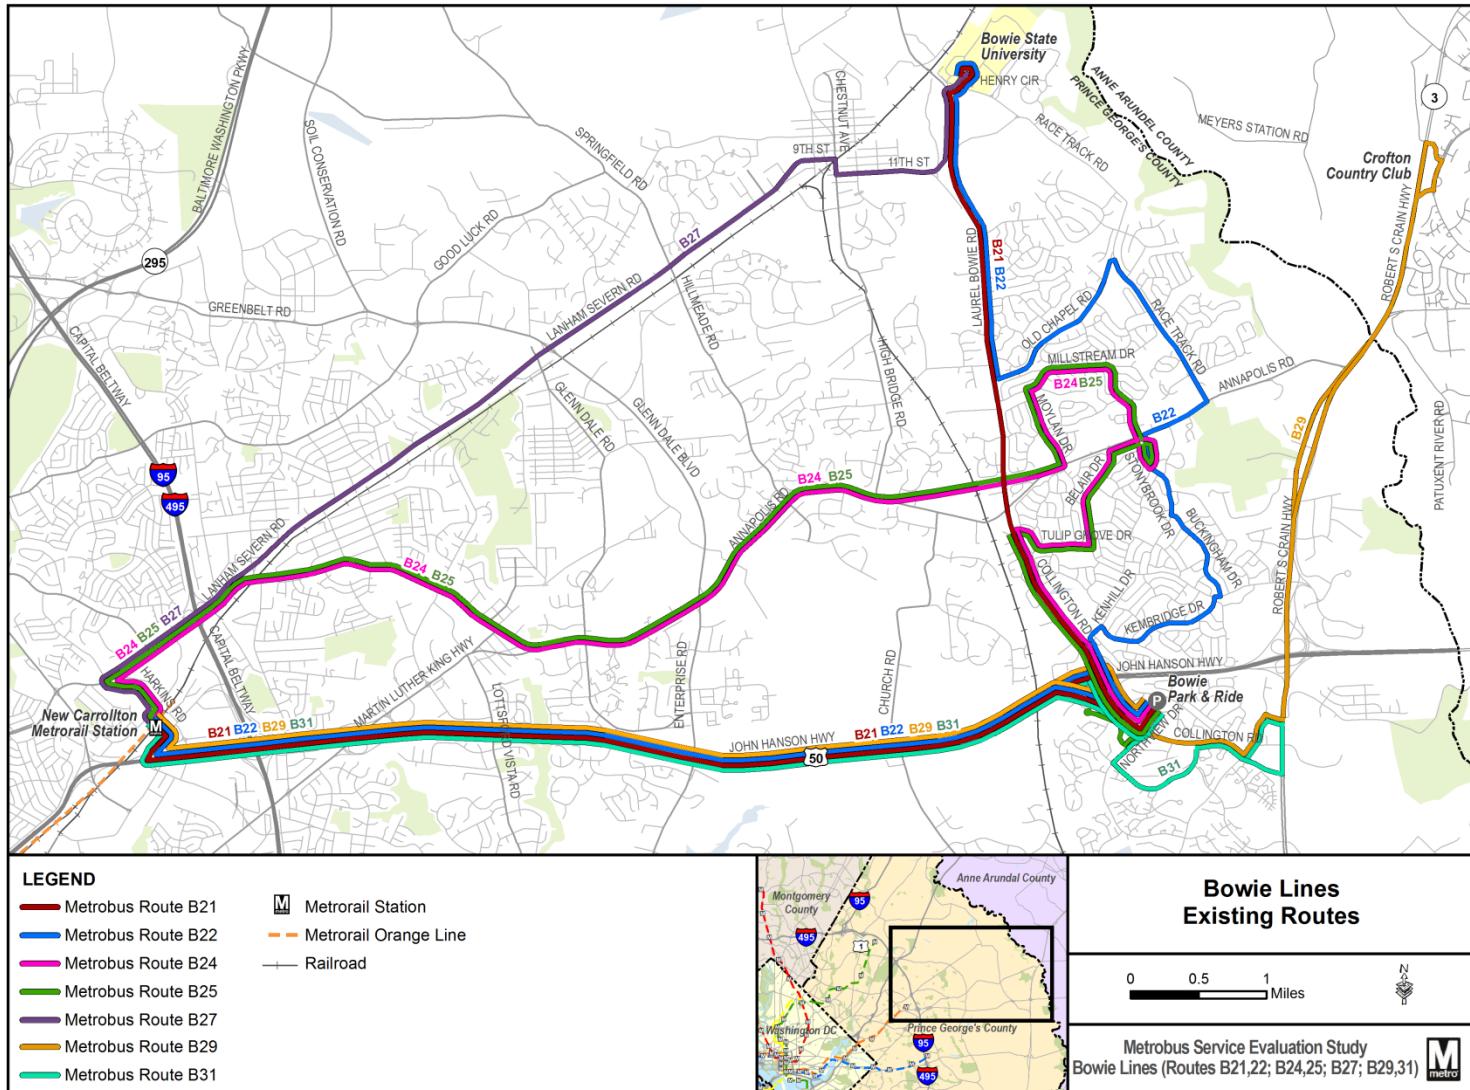 Bowie State
University
HENRY CIR
ANNE ARUNDEL COUNTY
PRINCE GEORGE'S COUNTY
3
MEYERS STATION RD
RACE TRACK RD
Crofton
Country Club
ROBERT S CRAIN HWY
BALTIMORE WASHINGTON PKWY
SOIL CONSERVATION RD
SPRINGFIELD RD
CHESTNUT AVE
9TH ST
11TH ST
GOOD LUCK RD
B27
295
GREENBELT RD
LANHAM SEVERN RD
HILLMEADE RD
LAUREL BOWIE RD
B21
B22
OLD CHAPEL RD
RACE TRACK RD
CAPITAL BELTWAY
HIGH BRIDGE RD
MILLSTREAM DR
B24 B25
ANNAPOLIS RD
MOYLAN DR
B22
B29
PATUXENT RIVER RD
GLENN DALE RD
GLENN DALE BLVD
95
495
B24 B25
ANNAPOLIS RD
BELAIR DR
STONYBROOK DR
BUCKINGHAM DR
TULIP GROVE DR
LANHAM SEVERN RD
B24 B25
COLLINGTON RD
KENHILL DR
KEMBRIDGE DR
ROBERT S CRAIN HWY
B24 B25 B27
CAPITAL BELTWAY
MARTIN LUTHER KING HWY
HARKINS RD
LOTTSFORD VISTA RD
ENTERPRISE RD
CHURCH RD
JOHN HANSON HWY
Bowie
Park & Ride
P
New Carrollton
Metrorail Station
M
B21 B22 B29 B31
JOHN HANSON HWY
B21 B22 B29 B31
50
NORTHVIEW DR
COLLINGTON RD
B31
LEGEND
Metrobus Route B21
Metrobus Route B22
Metrobus Route B24
Metrobus Route B25
Metrobus Route B27
Metrobus Route B29
Metrobus Route B31
M
metro
Metrorail Station
Metrorail Orange Line
Railroad
Montgomery
County
Anne Arundal County
95
495
1
Washington DC
Prince George's County
95
495
Bowie Lines
Existing Routes
0 0.5 1
Miles
N
Metrobus Service Evaluation Study
Bowie Lines (Routes B21,22; B24,25; B27; B29,31)
M
metro